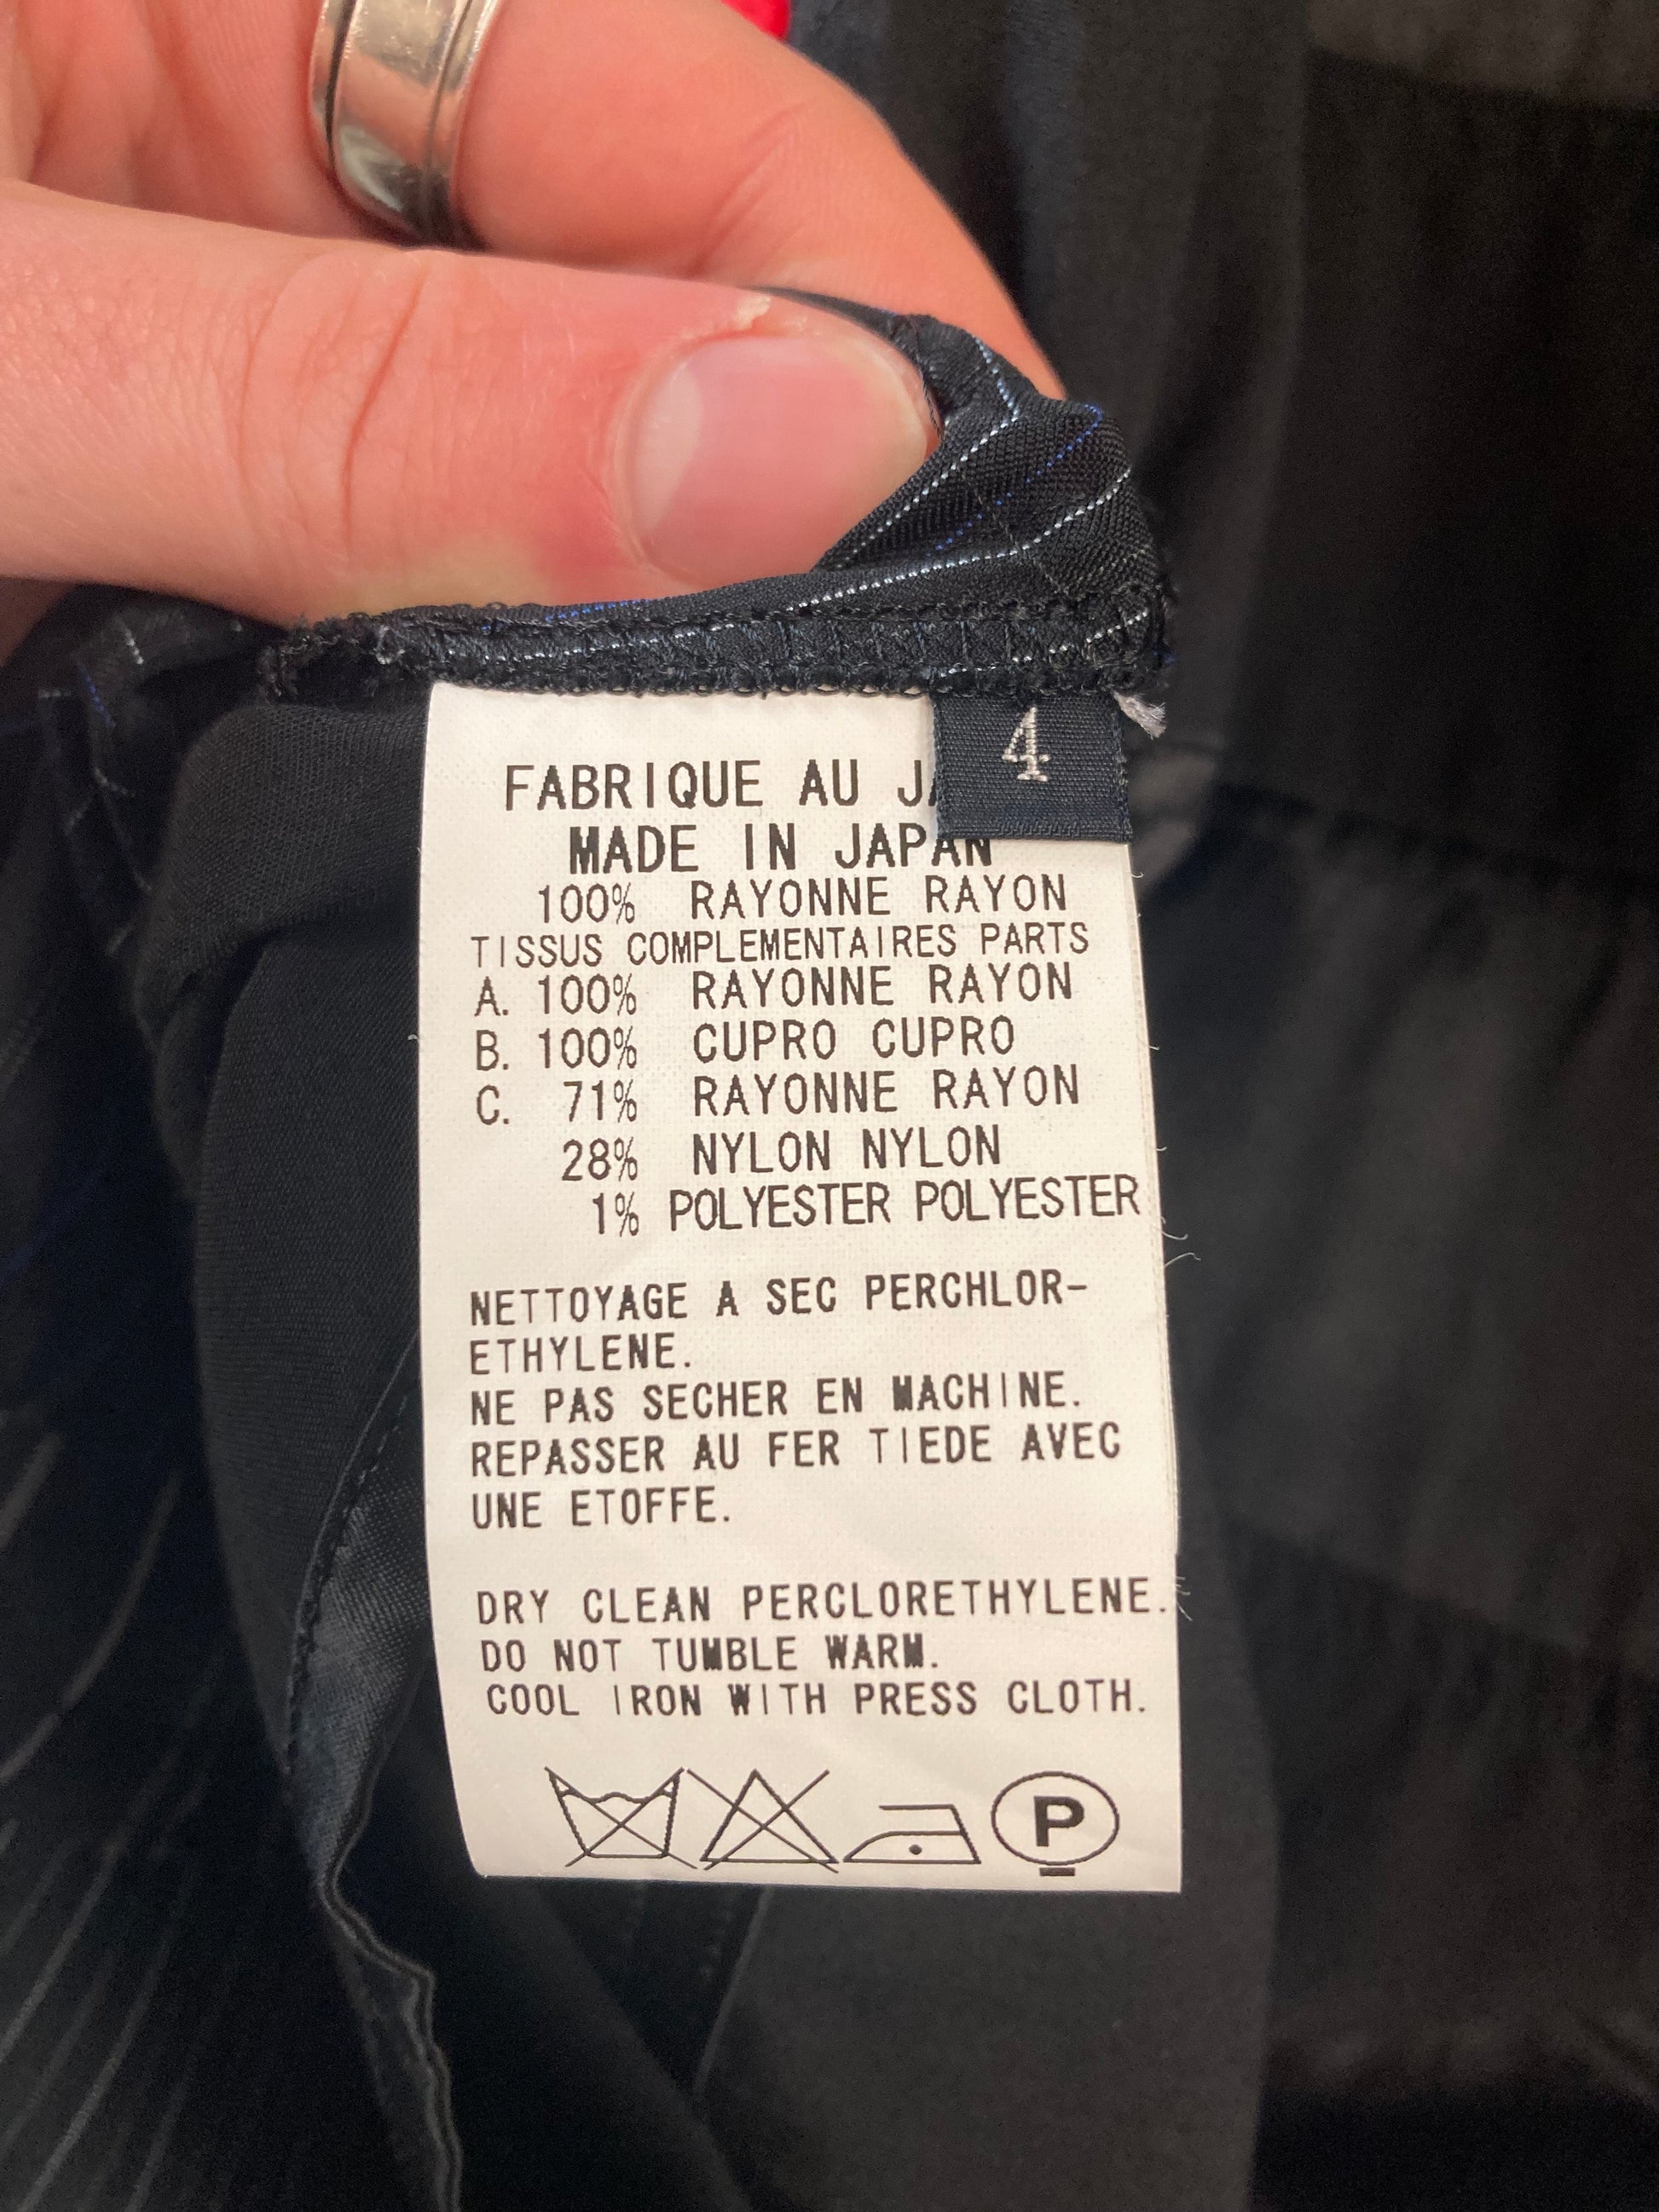 4
FABRIQUE AU
MADE IN JAPAN
100% RAYONNE RAYON
TISSUS COMPLEMENTAIRES PARTS
A. 100% RAYONNE RAYON
B. 100% CUPRO CUPRO
C. 71% RAYONNE RAYON
28% NYLON NYLON
1% POLYESTER POLYESTER
NETTOYAGE A SEC PERCHLOR-
ETHYLENE.
NE PAS SECHER EN MACHINE.
REPASSER AU FER TIEDE AVEC
UNE ETOFFE.
DRY CLEAN PERCLORETHYLENE.
DO NOT TUMBLE WARM.
COOL IRON WITH PRESS CLOTH.
P